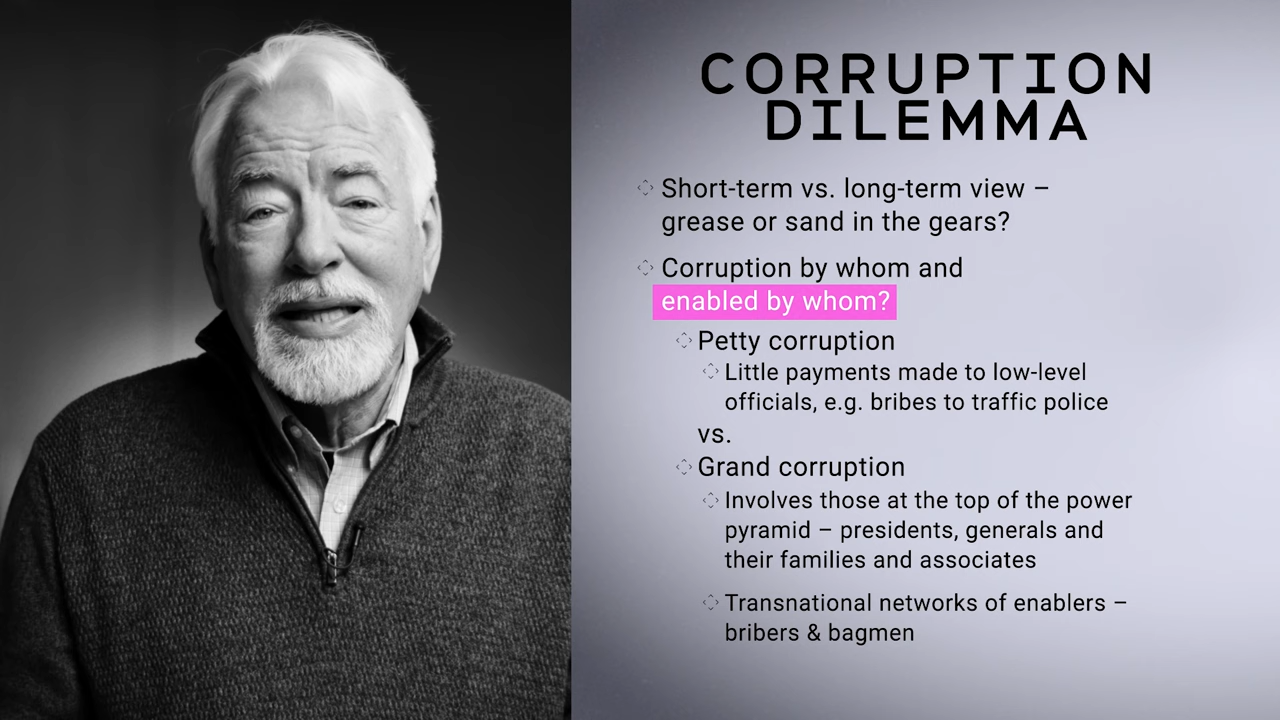 CORRUPTION
DILEMMA
Short-term vs. long-term view –
grease or sand in the gears?
Corruption by whom and
enabled by whom?
Petty corruption
Little payments made to low-level
officials, e.g. bribes to traffic police
vs.
Grand corruption
Involves those at the top of the power
pyramid – presidents, generals and
their families and associates
Transnational networks of enablers –
bribers & bagmen